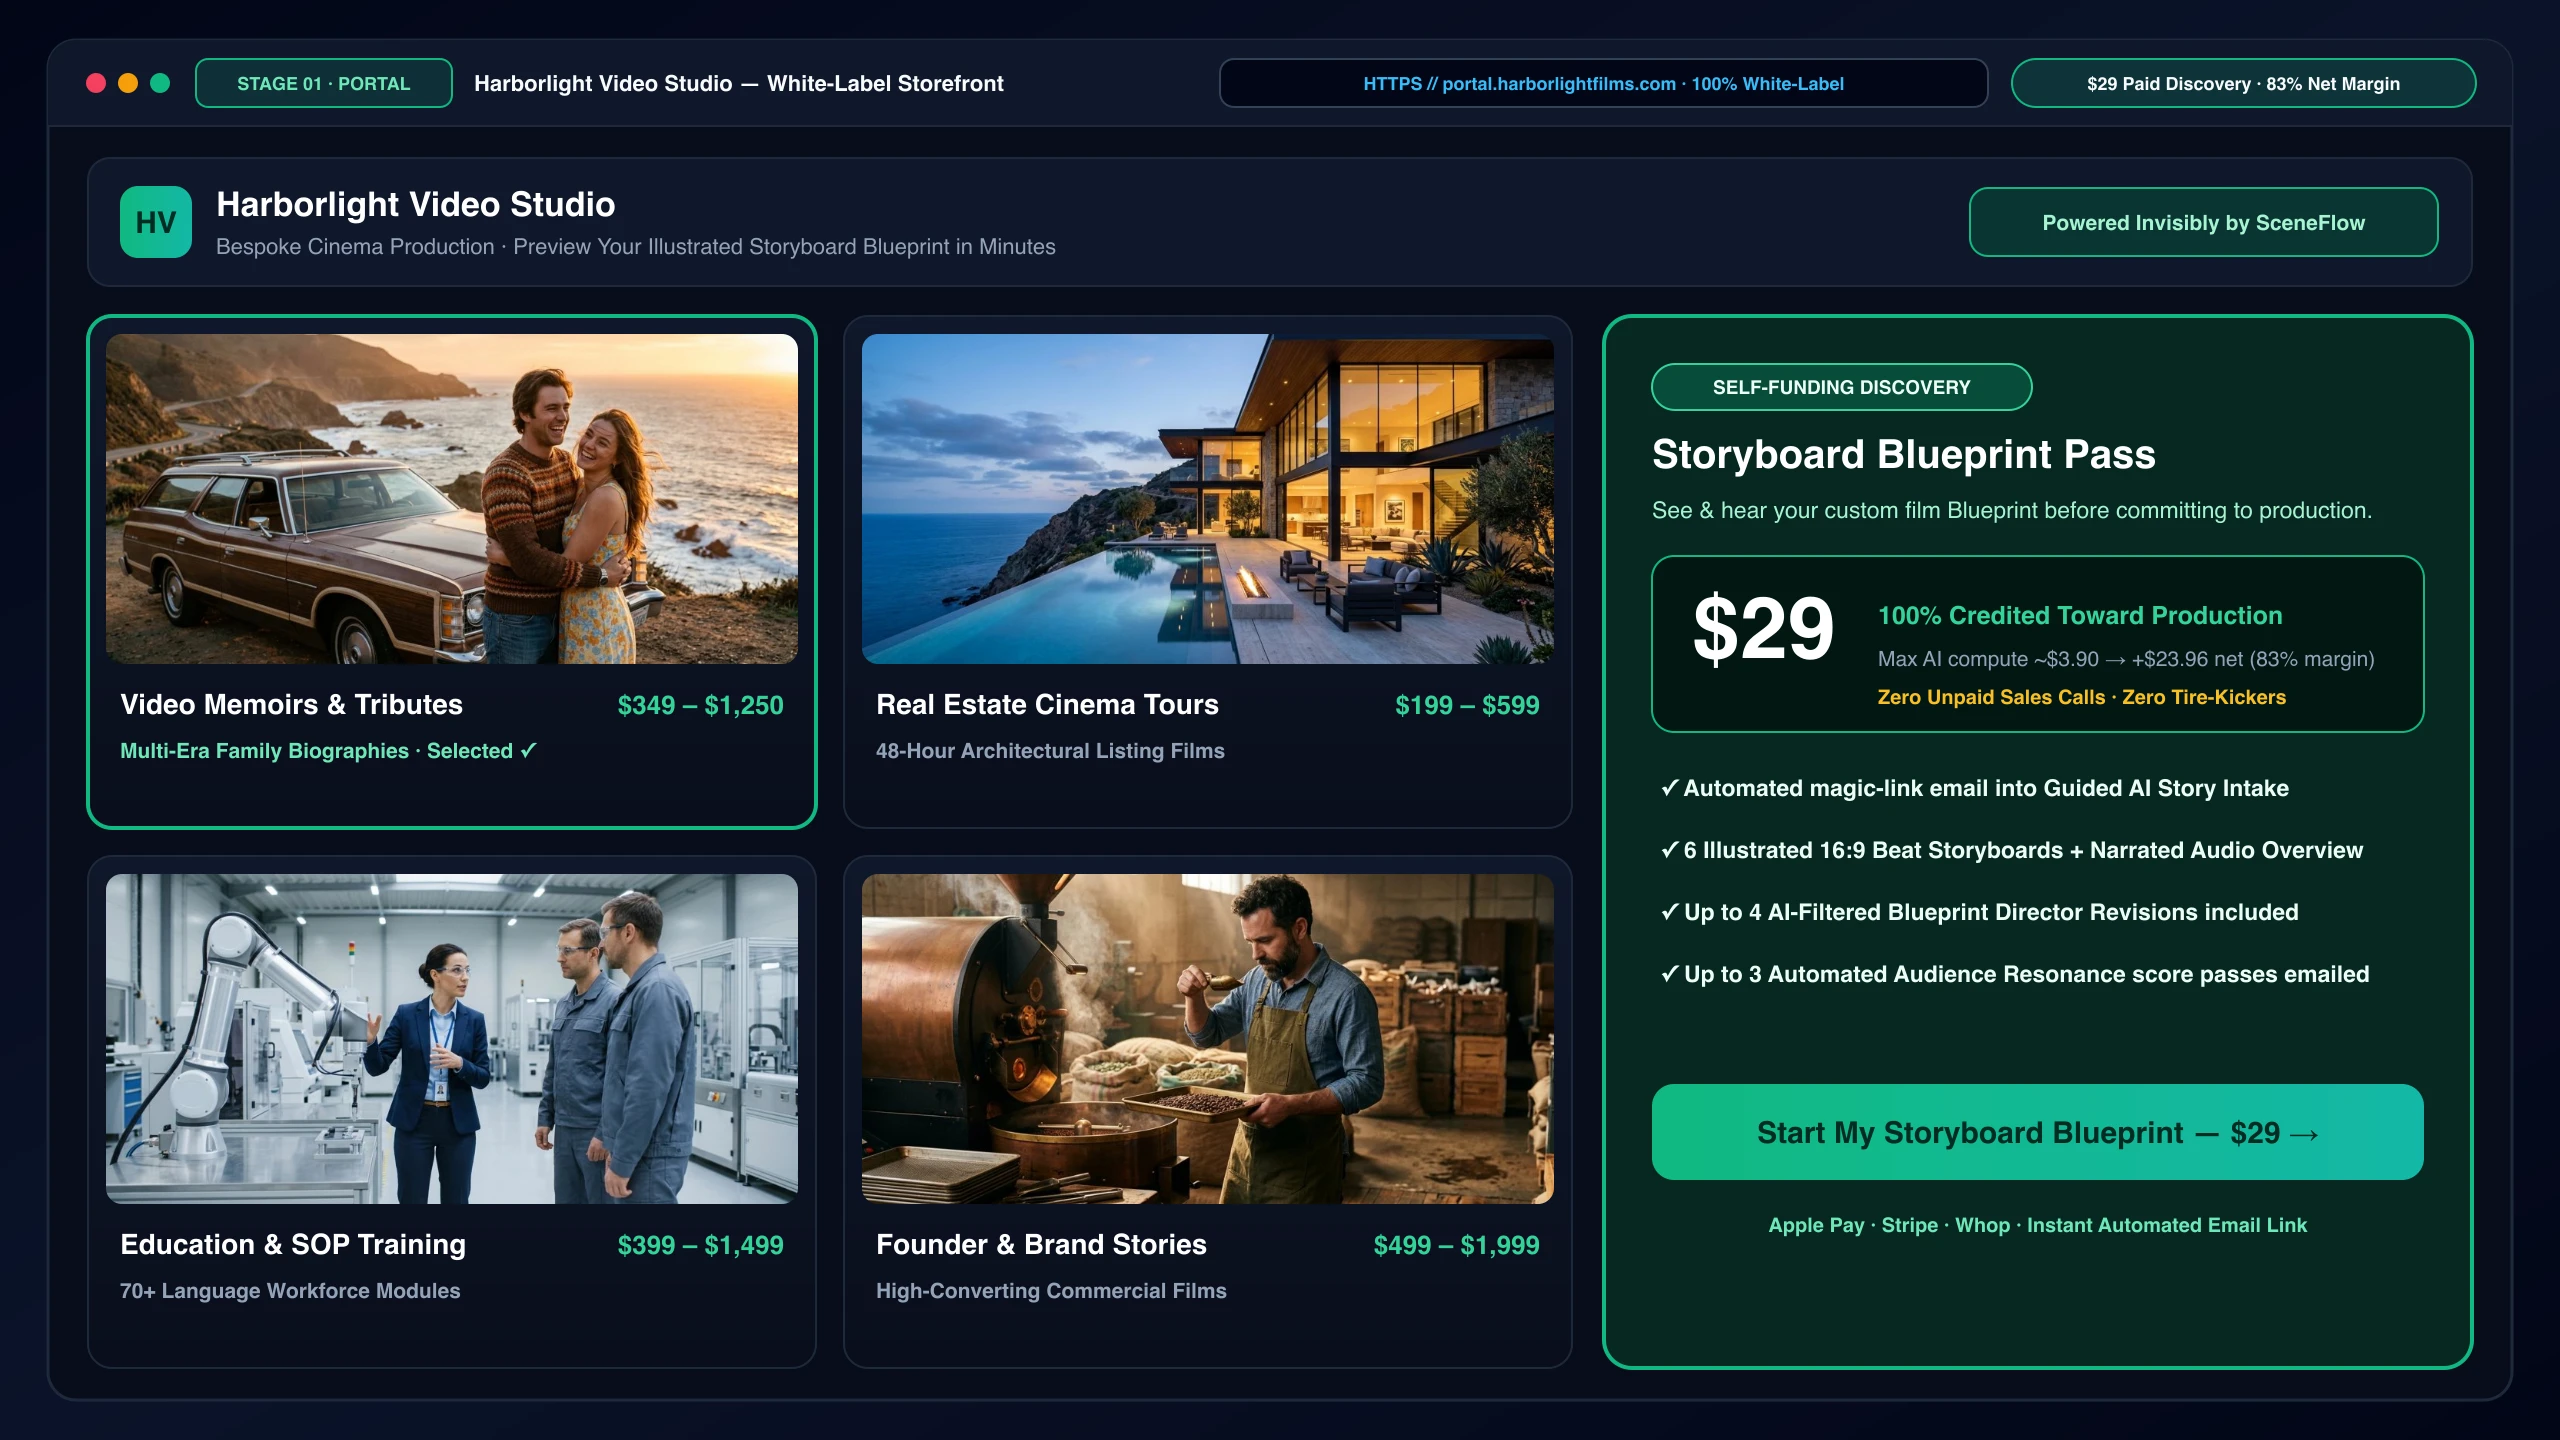 STAGE 01 · PORTAL
Harborlight Video Studio — White-Label Storefront
HTTPS // portal.harborlightfilms.com · 100% White-Label
$29 Paid Discovery · 83% Net Margin
HV
Harborlight Video Studio
Bespoke Cinema Production · Preview Your Illustrated Storyboard Blueprint in Minutes
Powered Invisibly by SceneFlow
Video Memoirs & Tributes
$349 – $1,250
Multi-Era Family Biographies · Selected ✓
Real Estate Cinema Tours
$199 – $599
48-Hour Architectural Listing Films
Education & SOP Training
$399 – $1,499
70+ Language Workforce Modules
Founder & Brand Stories
$499 – $1,999
High-Converting Commercial Films
SELF-FUNDING DISCOVERY
Storyboard Blueprint Pass
See & hear your custom film Blueprint before committing to production.
$29
100% Credited Toward Production
Max AI compute ~$3.90 → +$23.96 net (83% margin)
Zero Unpaid Sales Calls · Zero Tire-Kickers
✓ Automated magic-link email into Guided AI Story Intake
✓ 6 Illustrated 16:9 Beat Storyboards + Narrated Audio Overview
✓ Up to 4 AI-Filtered Blueprint Director Revisions included
✓ Up to 3 Automated Audience Resonance score passes emailed
Start My Storyboard Blueprint — $29 →
Apple Pay · Stripe · Whop · Instant Automated Email Link